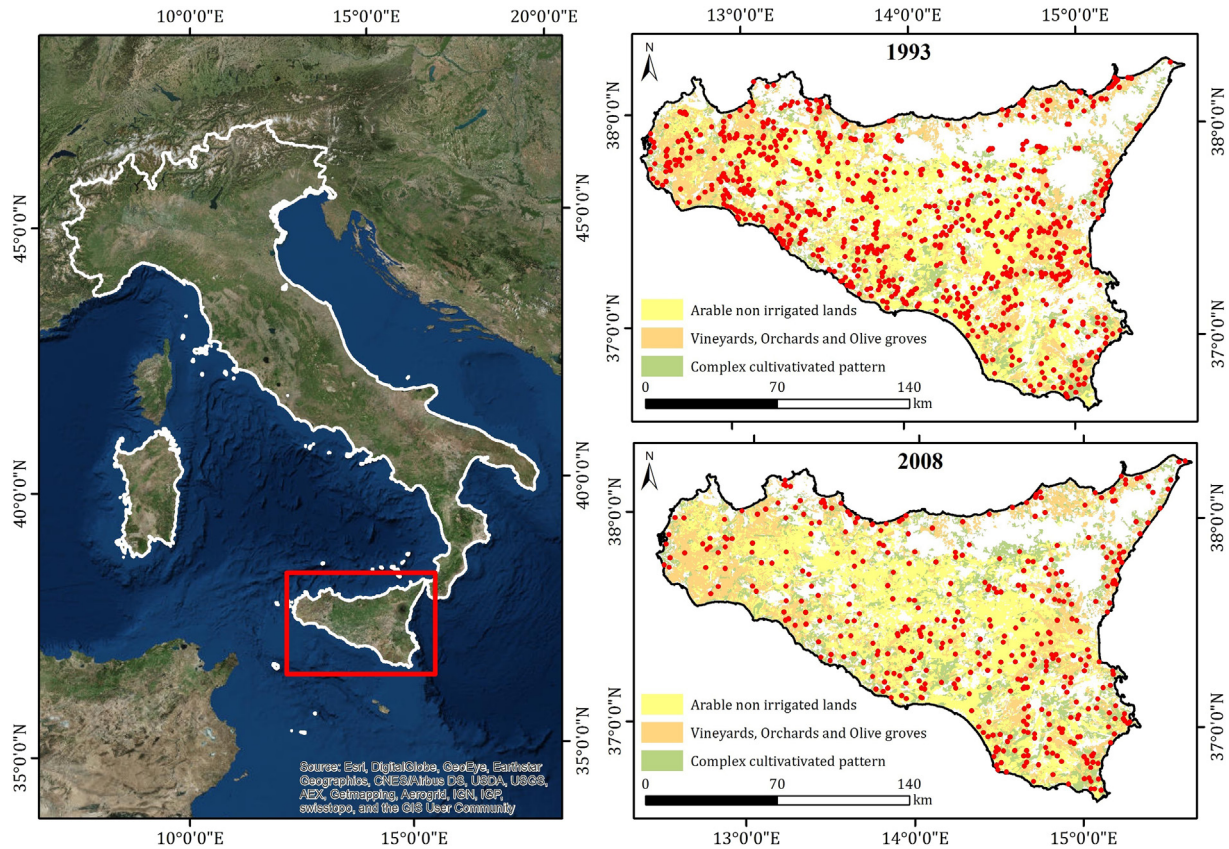 10°0'0"E
15°0'0"E
20°0'0"E
45°0'0"N
40°0'0"N
35°0'0"N
45°0'0"N
40°0'0"N
35°0'0"N
Source: Esri, DigitalGlobe, GeoEye, Earthstar
Geographics, CNES/Airbus DS, USDA, USGS,
AEX, Getmapping, Aerogrid, IGN, IGP,
swisstopo, and the GIS User Community
10°0'0"E
15°0'0"E
13°0'0"E
14°0'0"E
15°0'0"E
N
1993
38°0'0"N
37°0'0"N
38°0'0"N
37°0'0"N
Arable non irrigated lands
Vineyards, Orchards and Olive groves
Complex cultivativated pattern
0
70
140
km
N
2008
38°0'0"N
37°0'0"N
38°0'0"N
37°0'0"N
Arable non irrigated lands
Vineyards, Orchards and Olive groves
Complex cultivativated pattern
0
70
140
km
13°0'0"E
14°0'0"E
15°0'0"E